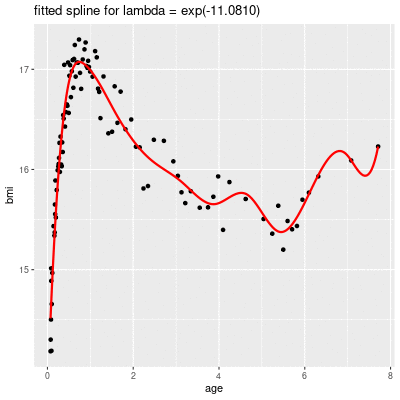 fitted spline for lambda = exp(-11.0810)
17
16
15
bmi
0
2
4
6
8
age